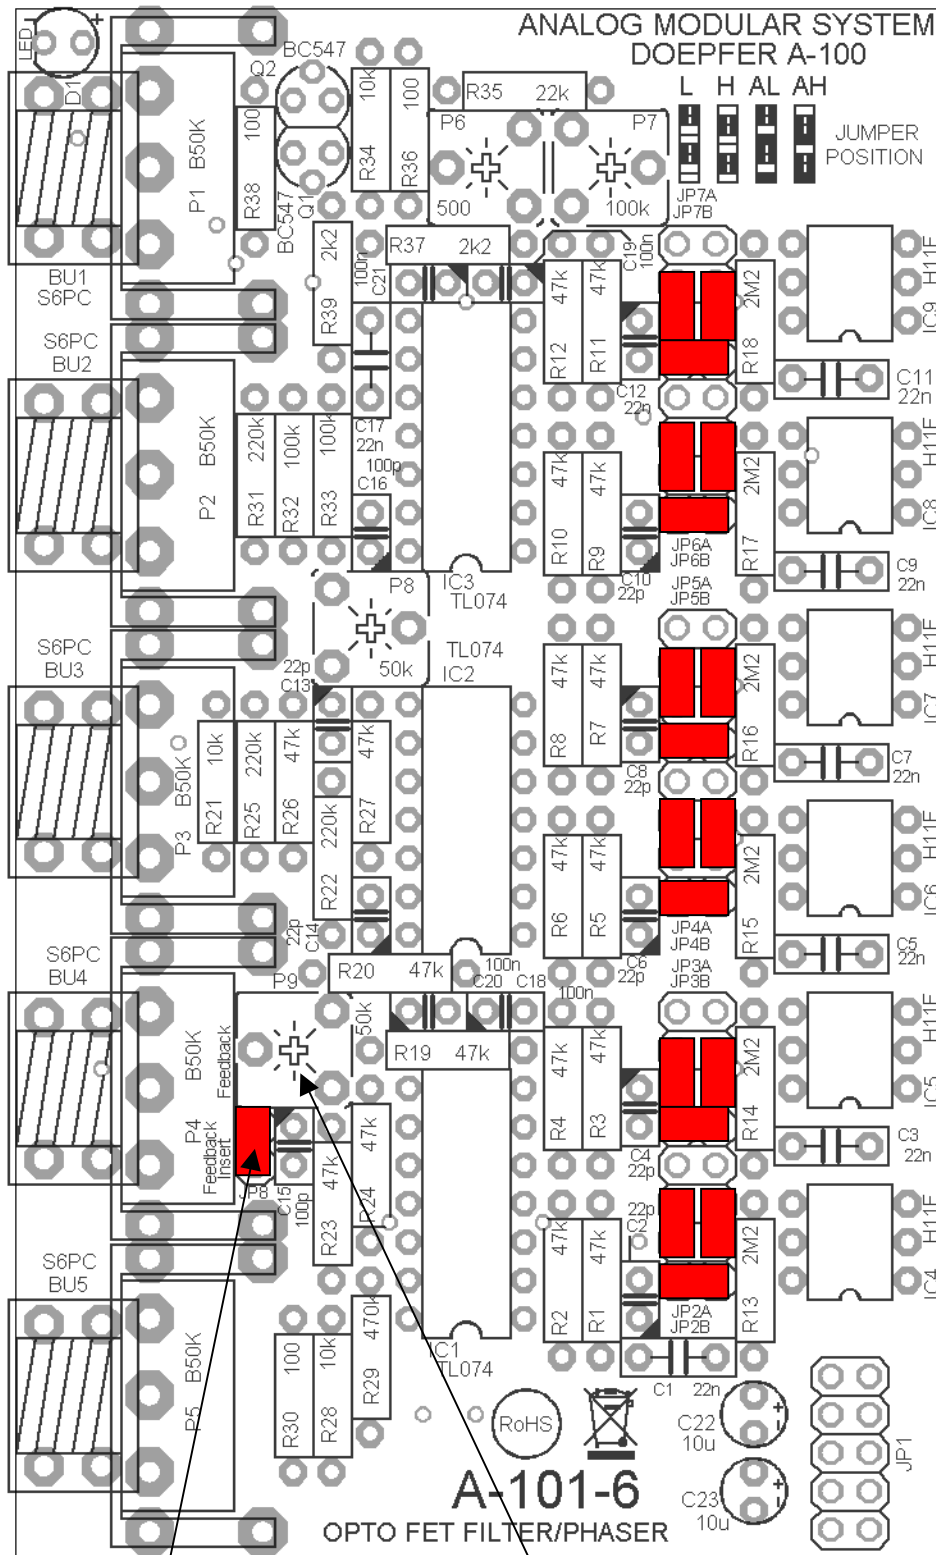 ANALOG MODULAR SYSTEM
DOEPFER A-100
L H AL AH
JUMPER
POSITION
LED
+
D1
BC547
Q2
Q1
BC547
R38 100
R34 10k
R36 100
R35 22k
P6
500
P7
100k
JP7A
JP7B
P1 B50K
BU1
S6PC
R39 2k2
100n
C21
R37 2k2
C19
100n
R12 47k
R11 47k
R18 2M2
H11F
IC9
C12
22n
C11
22n
S6PC
BU2
P2 B50K
R31 220k
R32 100k
R33 100k
C17
22n
100p
C16
R10 47k
R9 47k
R17 2M2
H11F
IC8
JP6A
JP6B
C10
22p
C9
22n
IC3
TL074
P8
50k
JP5A
JP5B
S6PC
BU3
P3 B50K
22p
C13
TL074
IC2
R21 10k
R25 220k
R26 47k
R22 220k
R27 47k
R8 47k
R7 47k
R16 2M2
H11F
IC7
C8
22p
C7
22n
R6 47k
R5 47k
R15 2M2
H11F
IC6
22p
C14
JP4A
JP4B
C6
22p
C5
22n
S6PC
BU4
P4 B50K
R20 47k
100n
C20
C18
100n
JP3A
JP3B
P9
50k
Feedback
Feedback
Insert
JP8
R19 47k
R4 47k
R3 47k
R14 2M2
H11F
IC5
C15
100p
R23 47k
R24 47k
C4
22p
C3
22n
22p
C2
R2 47k
R1 47k
R13 2M2
H11F
IC4
JP2A
JP2B
S6PC
BU5
P5 B50K
R30 100
R28 10k
R29 470k
IC1
TL074
C1 22n
RoHS
C22
10u
+
C23
10u
+
JP1
A-101-6
OPTO FET FILTER/PHASER